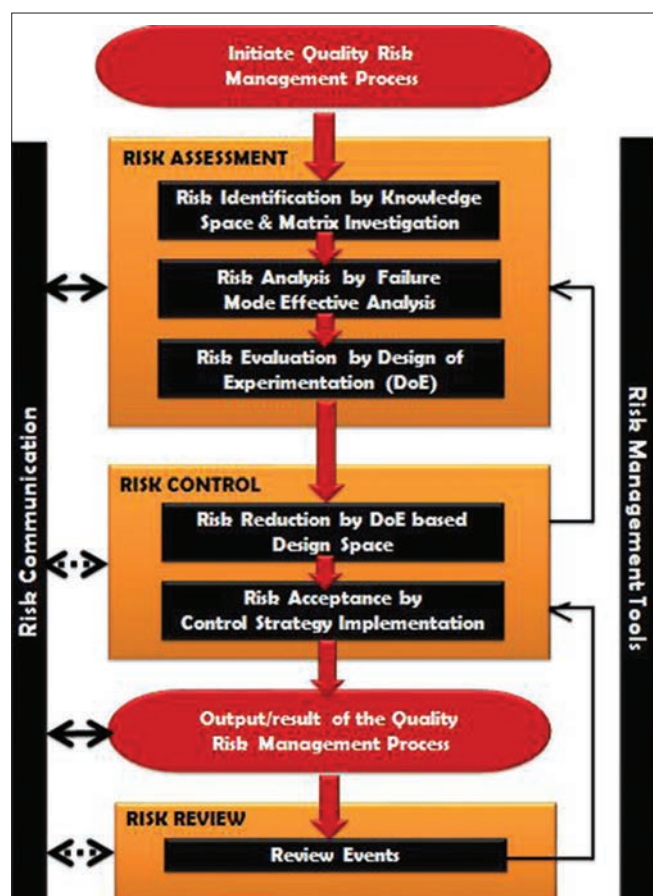 Initiate Quality Risk
Management Process
RISK ASSESSMENT
Risk Identification by Knowledge
Space & Matrix Investigation
Risk Analysis by Failure
Mode Effective Analysis
Risk Evaluation by Design of
Experimentation (DoE)
RISK CONTROL
Risk Reduction by DoE based
Design Space
Risk Acceptance by
Control Strategy Implementation
Output/result of the Quality
Risk Management Process
RISK REVIEW
Review Events
Risk Communication
Risk Management Tools